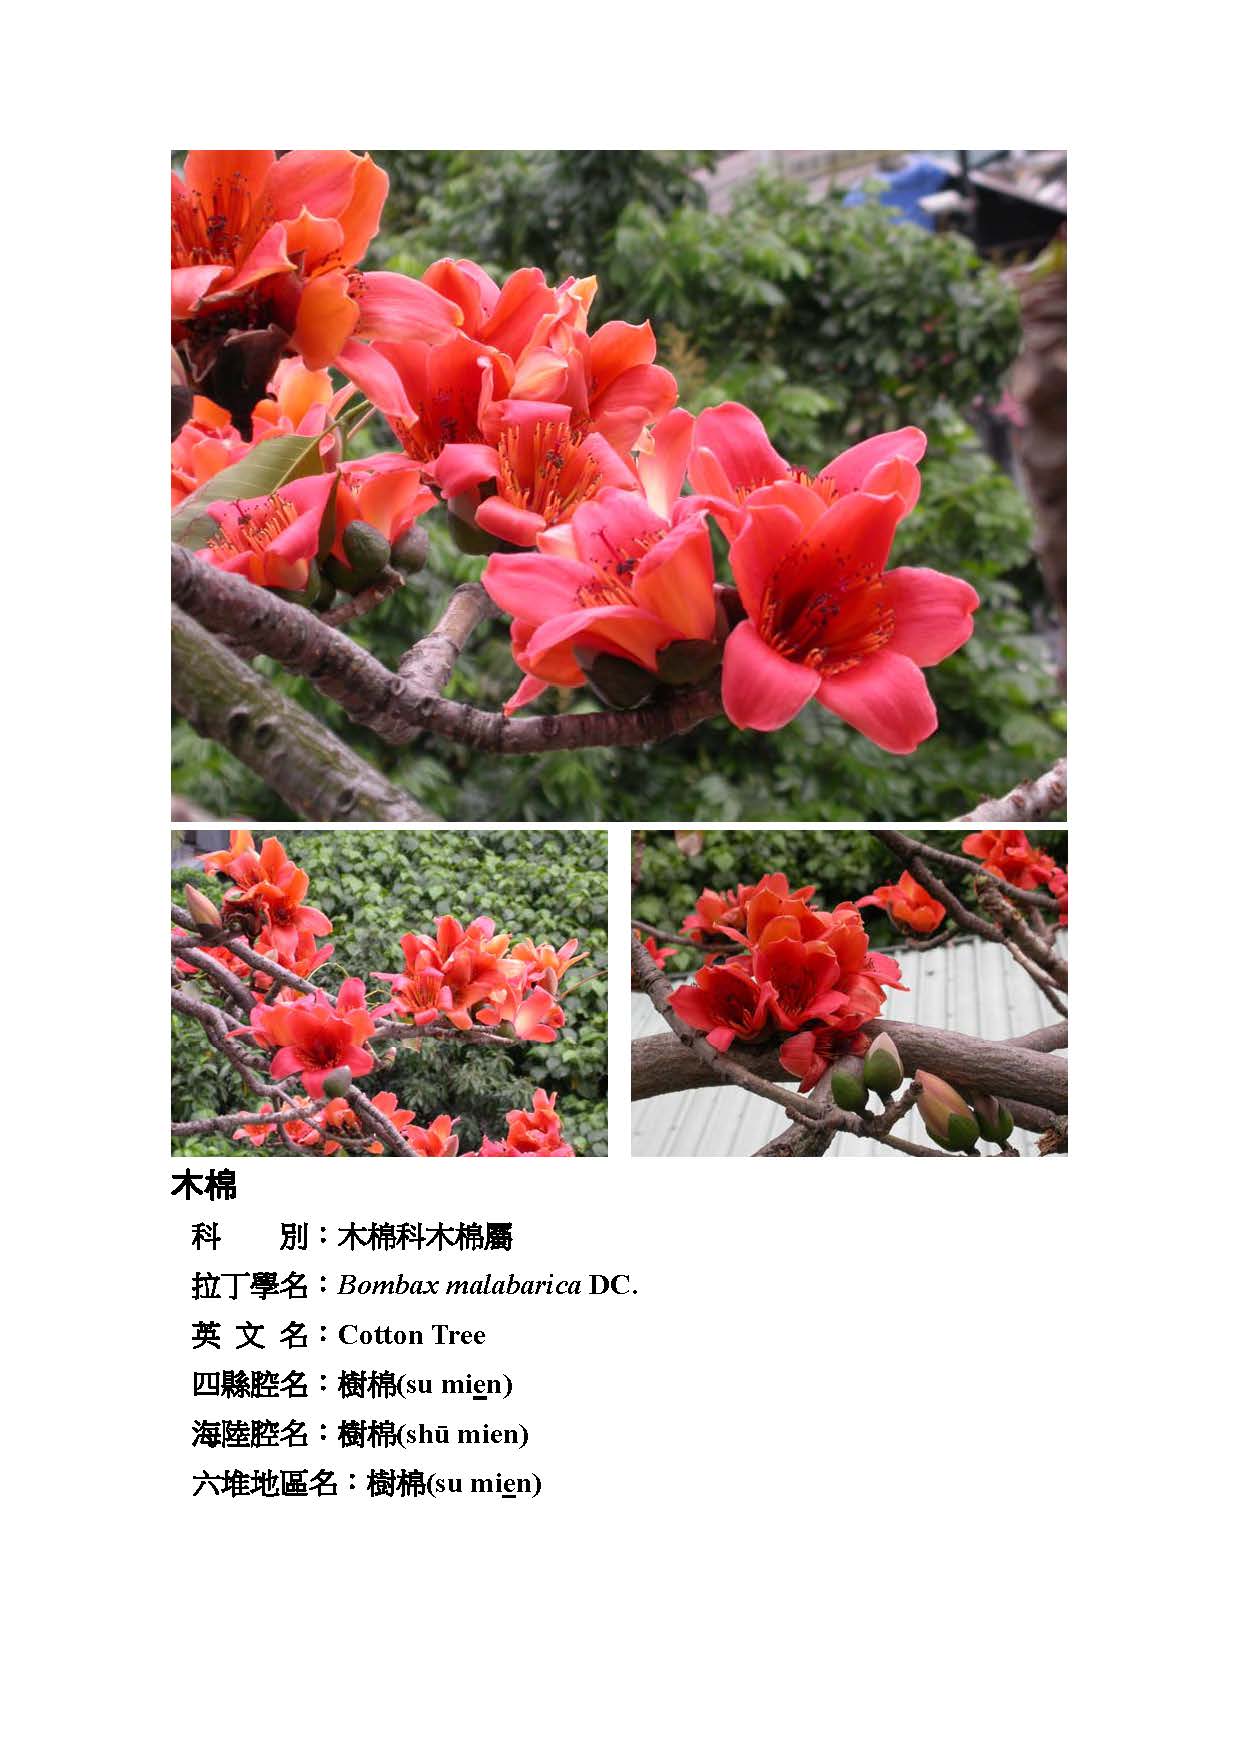 木棉
科　　別：木棉科木棉屬
拉丁學名：Bombax malabarica DC.
英 文 名：Cotton Tree
四縣腔名：樹棉(su mien)
海陸腔名：樹棉(shū mien)
六堆地區名：樹棉(su mien)